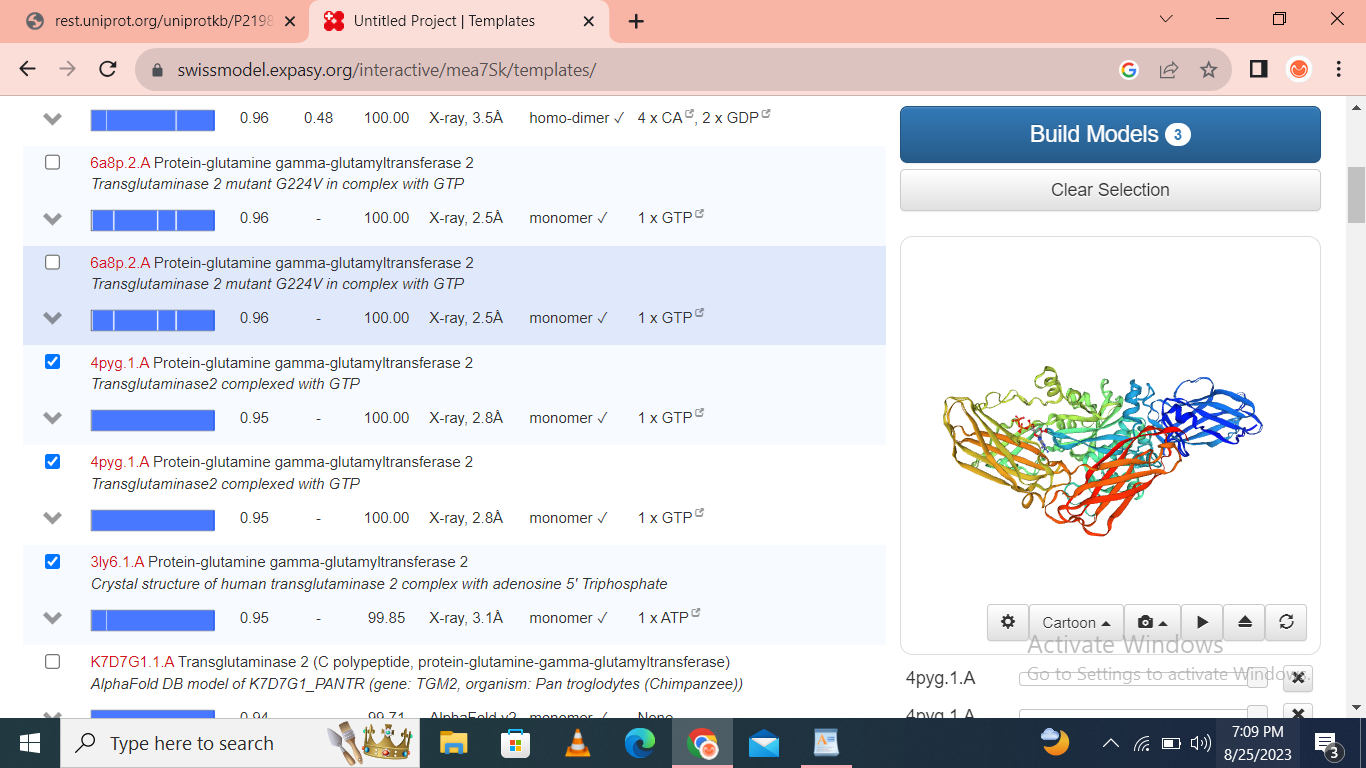 rest.uniprot.org/uniprotkb/P2198
Untitled Project | Templates
swissmodel.expasy.org/interactive/mea7Sk/templates/
0.96 0.48 100.00 X-ray, 3.5Å homo-dimer ✓ 4 x CA, 2 x GDP
6a8p.2.A Protein-glutamine gamma-glutamyltransferase 2
Transglutaminase 2 mutant G224V in complex with GTP
0.96 - 100.00 X-ray, 2.5Å monomer ✓ 1 x GTP
6a8p.2.A Protein-glutamine gamma-glutamyltransferase 2
Transglutaminase 2 mutant G224V in complex with GTP
0.96 - 100.00 X-ray, 2.5Å monomer ✓ 1 x GTP
4pyg.1.A Protein-glutamine gamma-glutamyltransferase 2
Transglutaminase2 complexed with GTP
0.95 - 100.00 X-ray, 2.8Å monomer ✓ 1 x GTP
4pyg.1.A Protein-glutamine gamma-glutamyltransferase 2
Transglutaminase2 complexed with GTP
0.95 - 100.00 X-ray, 2.8Å monomer ✓ 1 x GTP
3ly6.1.A Protein-glutamine gamma-glutamyltransferase 2
Crystal structure of human transglutaminase 2 complex with adenosine 5' Triphosphate
0.95 - 99.85 X-ray, 3.1Å monomer ✓ 1 x ATP
K7D7G1.1.A Transglutaminase 2 (C polypeptide, protein-glutamine-gamma-glutamyltransferase)
AlphaFold DB model of K7D7G1_PANTR (gene: TGM2, organism: Pan troglodytes (Chimpanzee))
0.94 99.71 AlphaFold v2 monomer ✓ None
Build Models 3
Clear Selection
Cartoon
Activate Windows
Go to Settings to activate Windows.
4pyg.1.A
4pyg.1.A
Type here to search
7:09 PM
8/25/2023
3